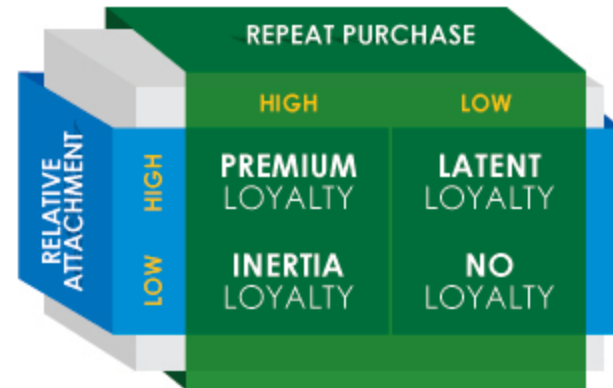 REPEAT PURCHASE
HIGH LOW
RELATIVE
ATTACHMENT
HIGH
PREMIUM
LOYALTY
LATENT
LOYALTY
LOW
INERTIA
LOYALTY
NO
LOYALTY